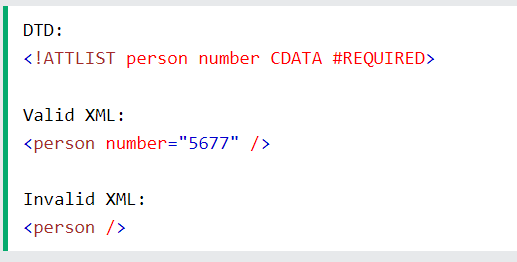 DTD:
<!ATTLIST person number CDATA #REQUIRED>
Valid XML:
<person number="5677" />
Invalid XML:
<person />